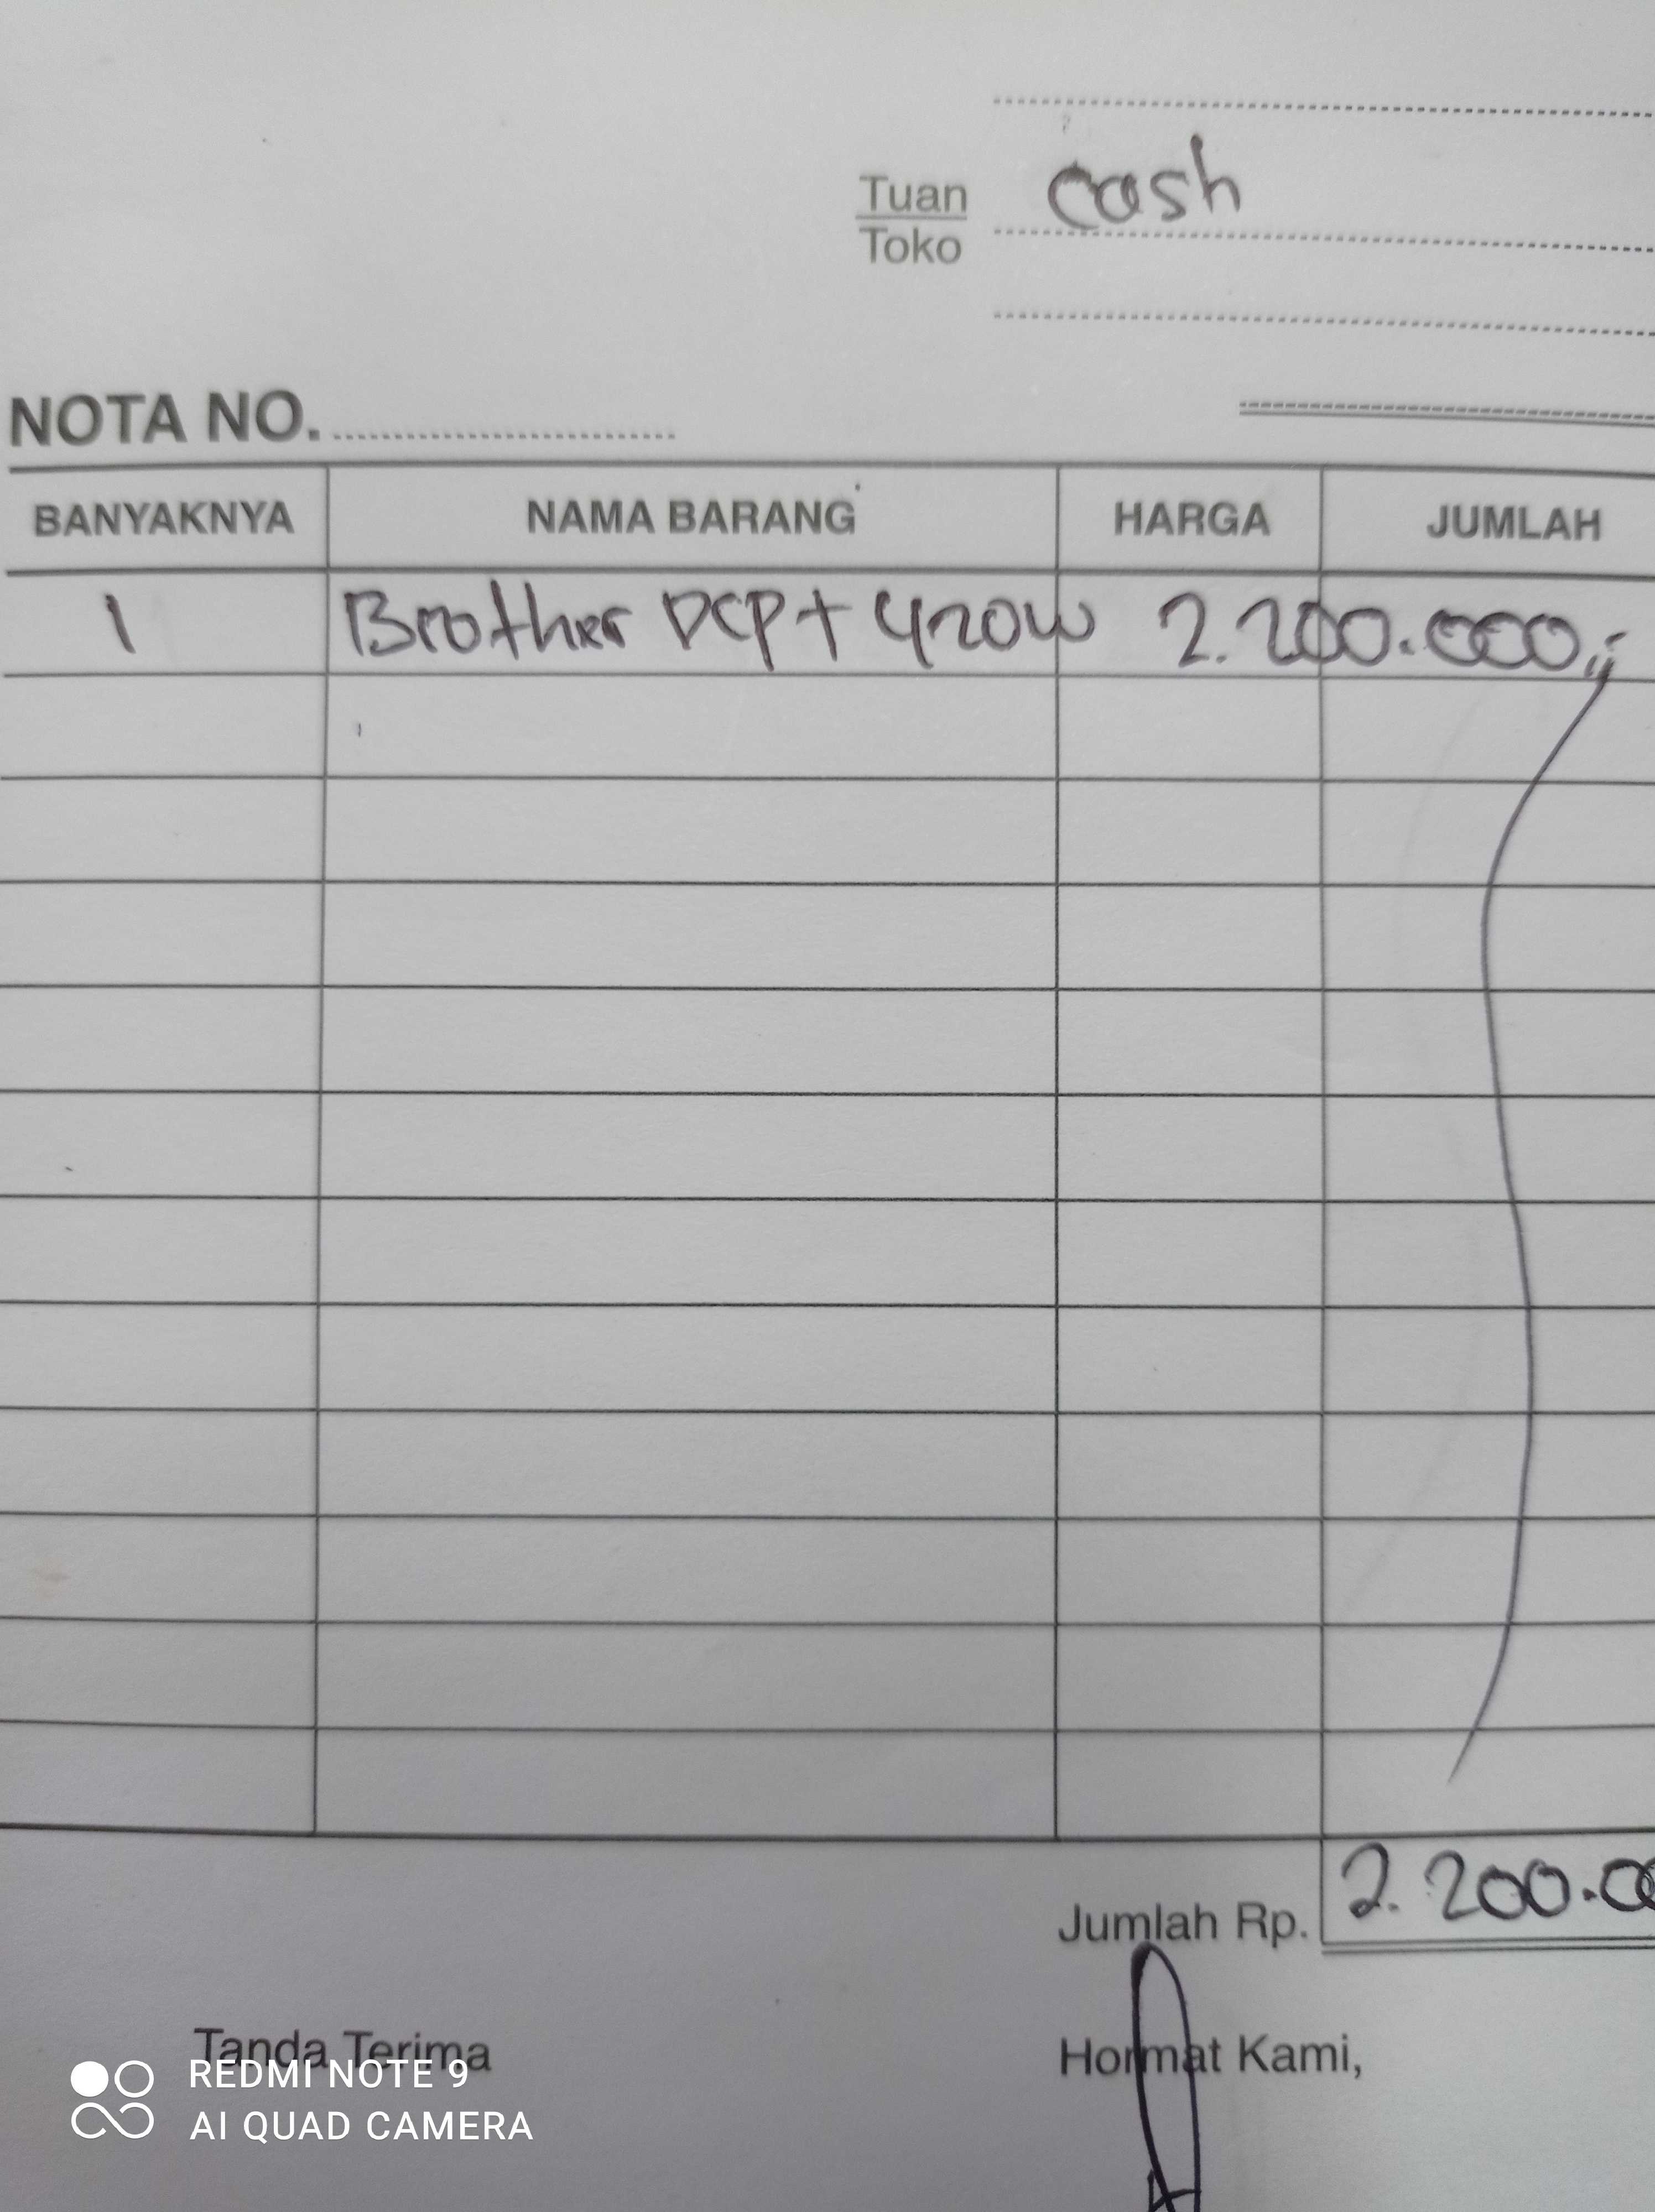 Tuan cash
Toko
NOTA NO.
BANYAKNYA NAMA BARANG HARGA JUMLAH
1 Brother DCP T 420W 2.200.000,-
Jumlah Rp. 2.200.00
Tanda Terima Hormat Kami,
REDMI NOTE 9
AI QUAD CAMERA